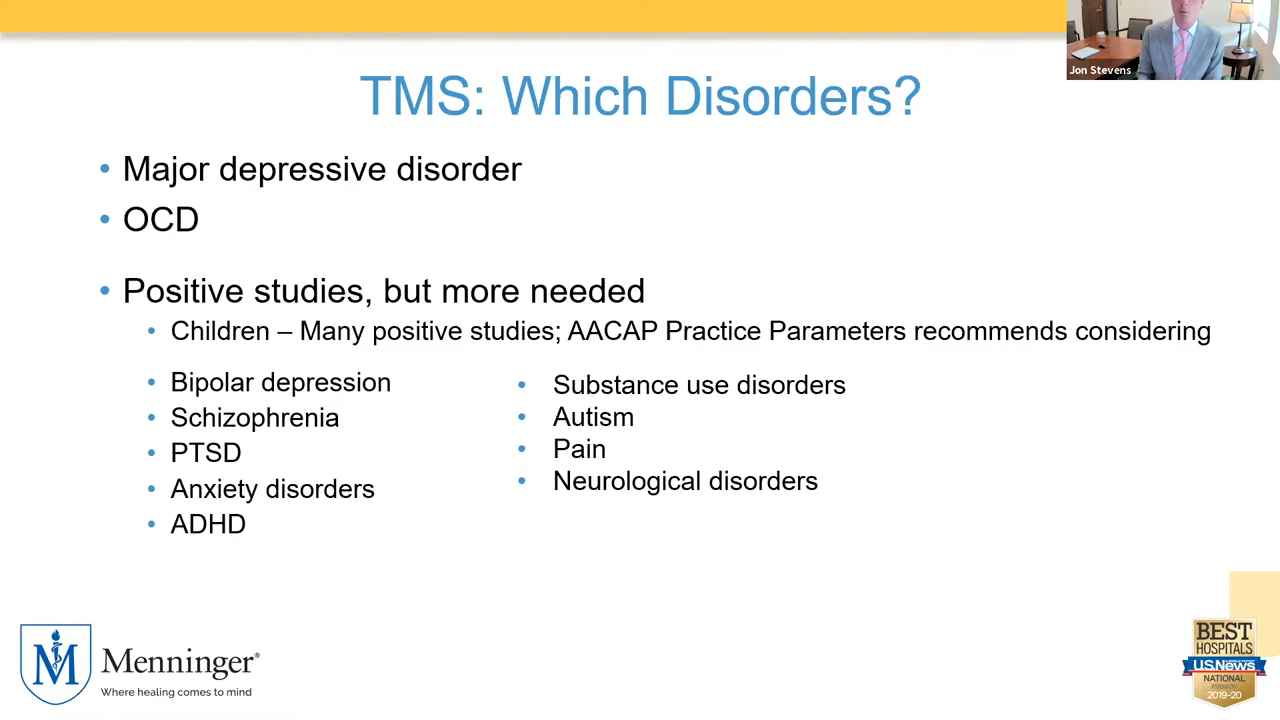 Jon Stevens
TMS: Which Disorders?
• Major depressive disorder
• OCD
• Positive studies, but more needed
• Children – Many positive studies; AACAP Practice Parameters recommends considering
• Bipolar depression
• Schizophrenia
• PTSD
• Anxiety disorders
• ADHD
• Substance use disorders
• Autism
• Pain
• Neurological disorders
M
Menninger®
Where healing comes to mind
BEST
HOSPITALS
U.S.News
NATIONAL
PSYCHIATRY
2019-20